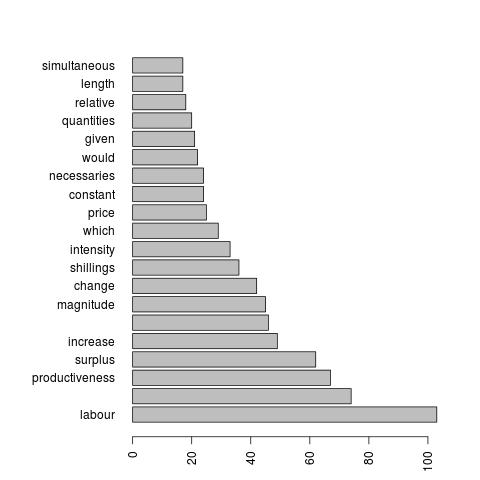 simultaneous
length
relative
quantities
given
would
necessaries
constant
price
which
intensity
shillings
change
magnitude
increase
surplus
productiveness
labour
0
20
40
60
80
100